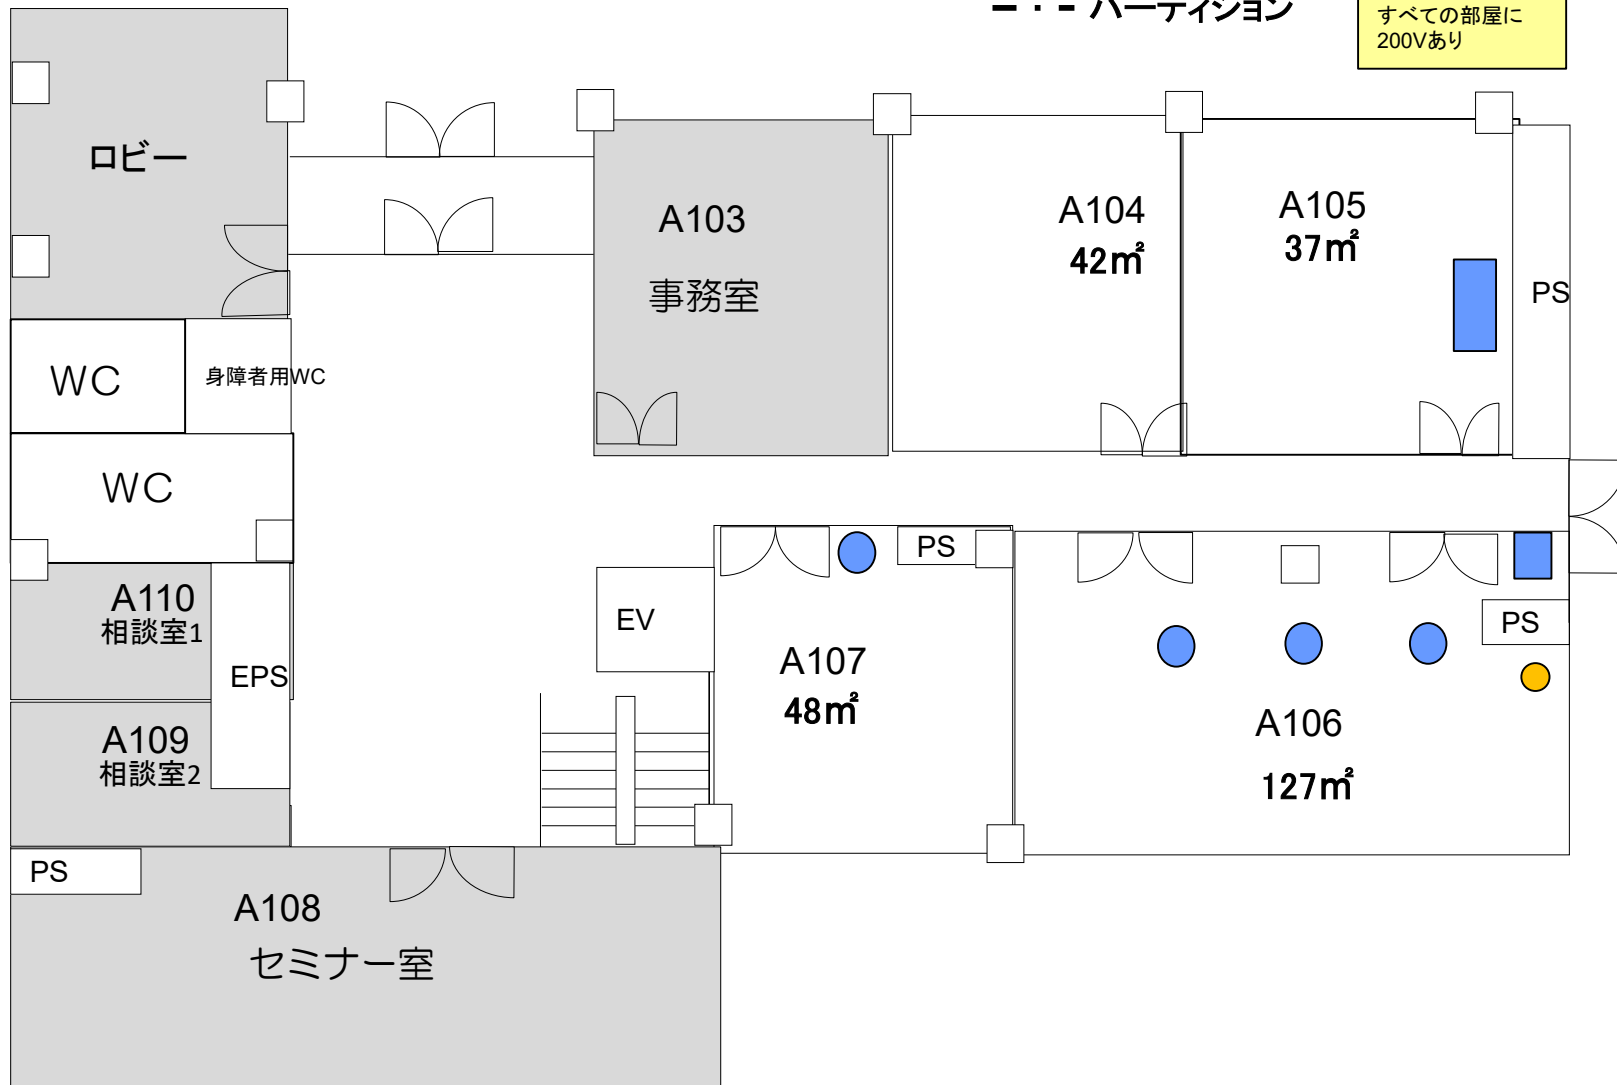 パーティション
すべての部屋に
200Vあり
ロビー
A103
事務室
A104
42㎡
A105
37㎡
PS
WC
身障者用WC
WC
PS
A110
相談室1
EPS
EV
A107
48㎡
PS
A106
127㎡
A109
相談室2
PS
A108
セミナー室